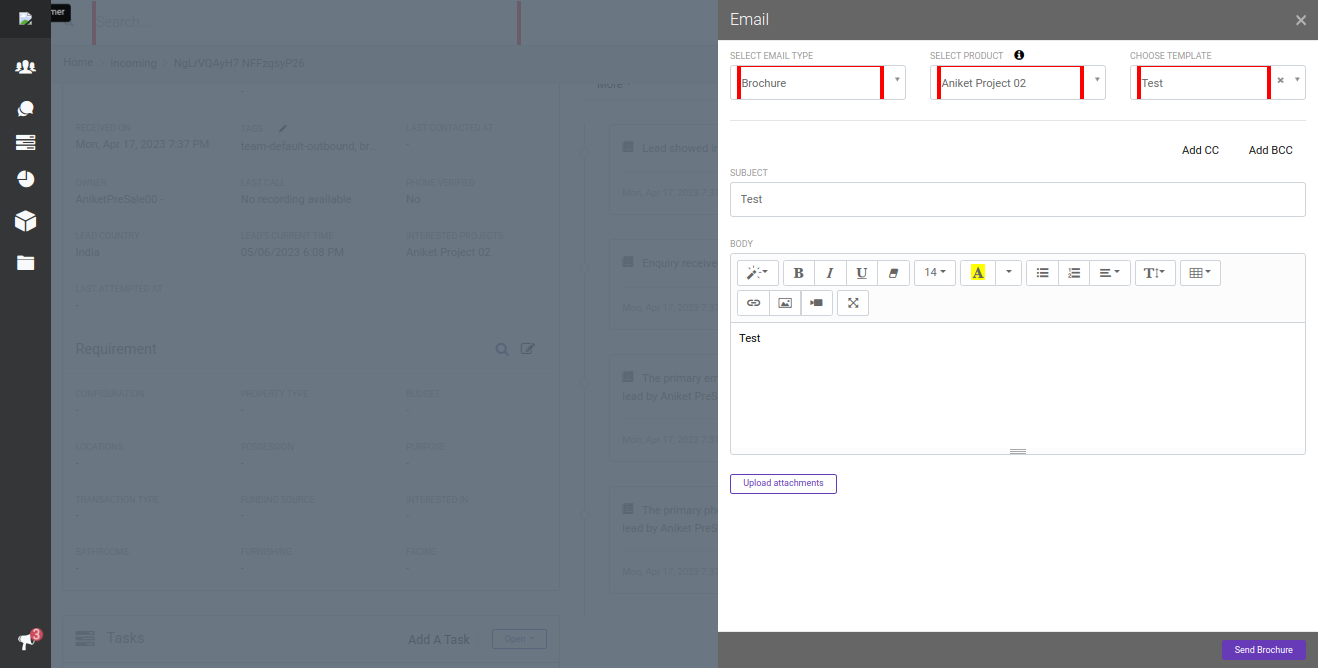 mer
Search...
Home
Incoming
RECEIVED ON
Mon, Apr 17, 2023 7:37 PM
TAGS
team-default-outbound, br...
LAST CONTACTED AT
-
OWNER
AniketPreSale00 -
LAST CALL
No recording available
PHONE VERIFIED
No
LEAD COUNTRY
India
LEAD'S CURRENT TIME
05/06/2023 6:08 PM
INTERESTED PROJECTS
Aniket Project 02
LAST ATTEMPTED AT
-
Requirement
CONFIGURATION
-
PROPERTY TYPE
-
BUDGET
-
LOCATIONS
-
POSSESSION
-
PURPOSE
-
TRANSACTION TYPE
-
FUNDING SOURCE
-
INTERESTED IN
-
BATHROOMS
-
FURNISHING
-
FACING
-
Tasks
Add A Task
Open
More
Lead showed in
Mon, Apr 17, 2023 7:3
Enquiry receive
Mon, Apr 17, 2023 7:3
The primary em
lead by Aniket PreS
Mon, Apr 17, 2023 7:3
The primary ph
lead by Aniket PreS
Mon, Apr 17, 2023 7:3
3
Email
×
SELECT EMAIL TYPE
Brochure
SELECT PRODUCT
Aniket Project 02
CHOOSE TEMPLATE
Test
Add CC
Add BCC
SUBJECT
Test
BODY
B I U 14 A T
Test
Upload attachments
Send Brochure